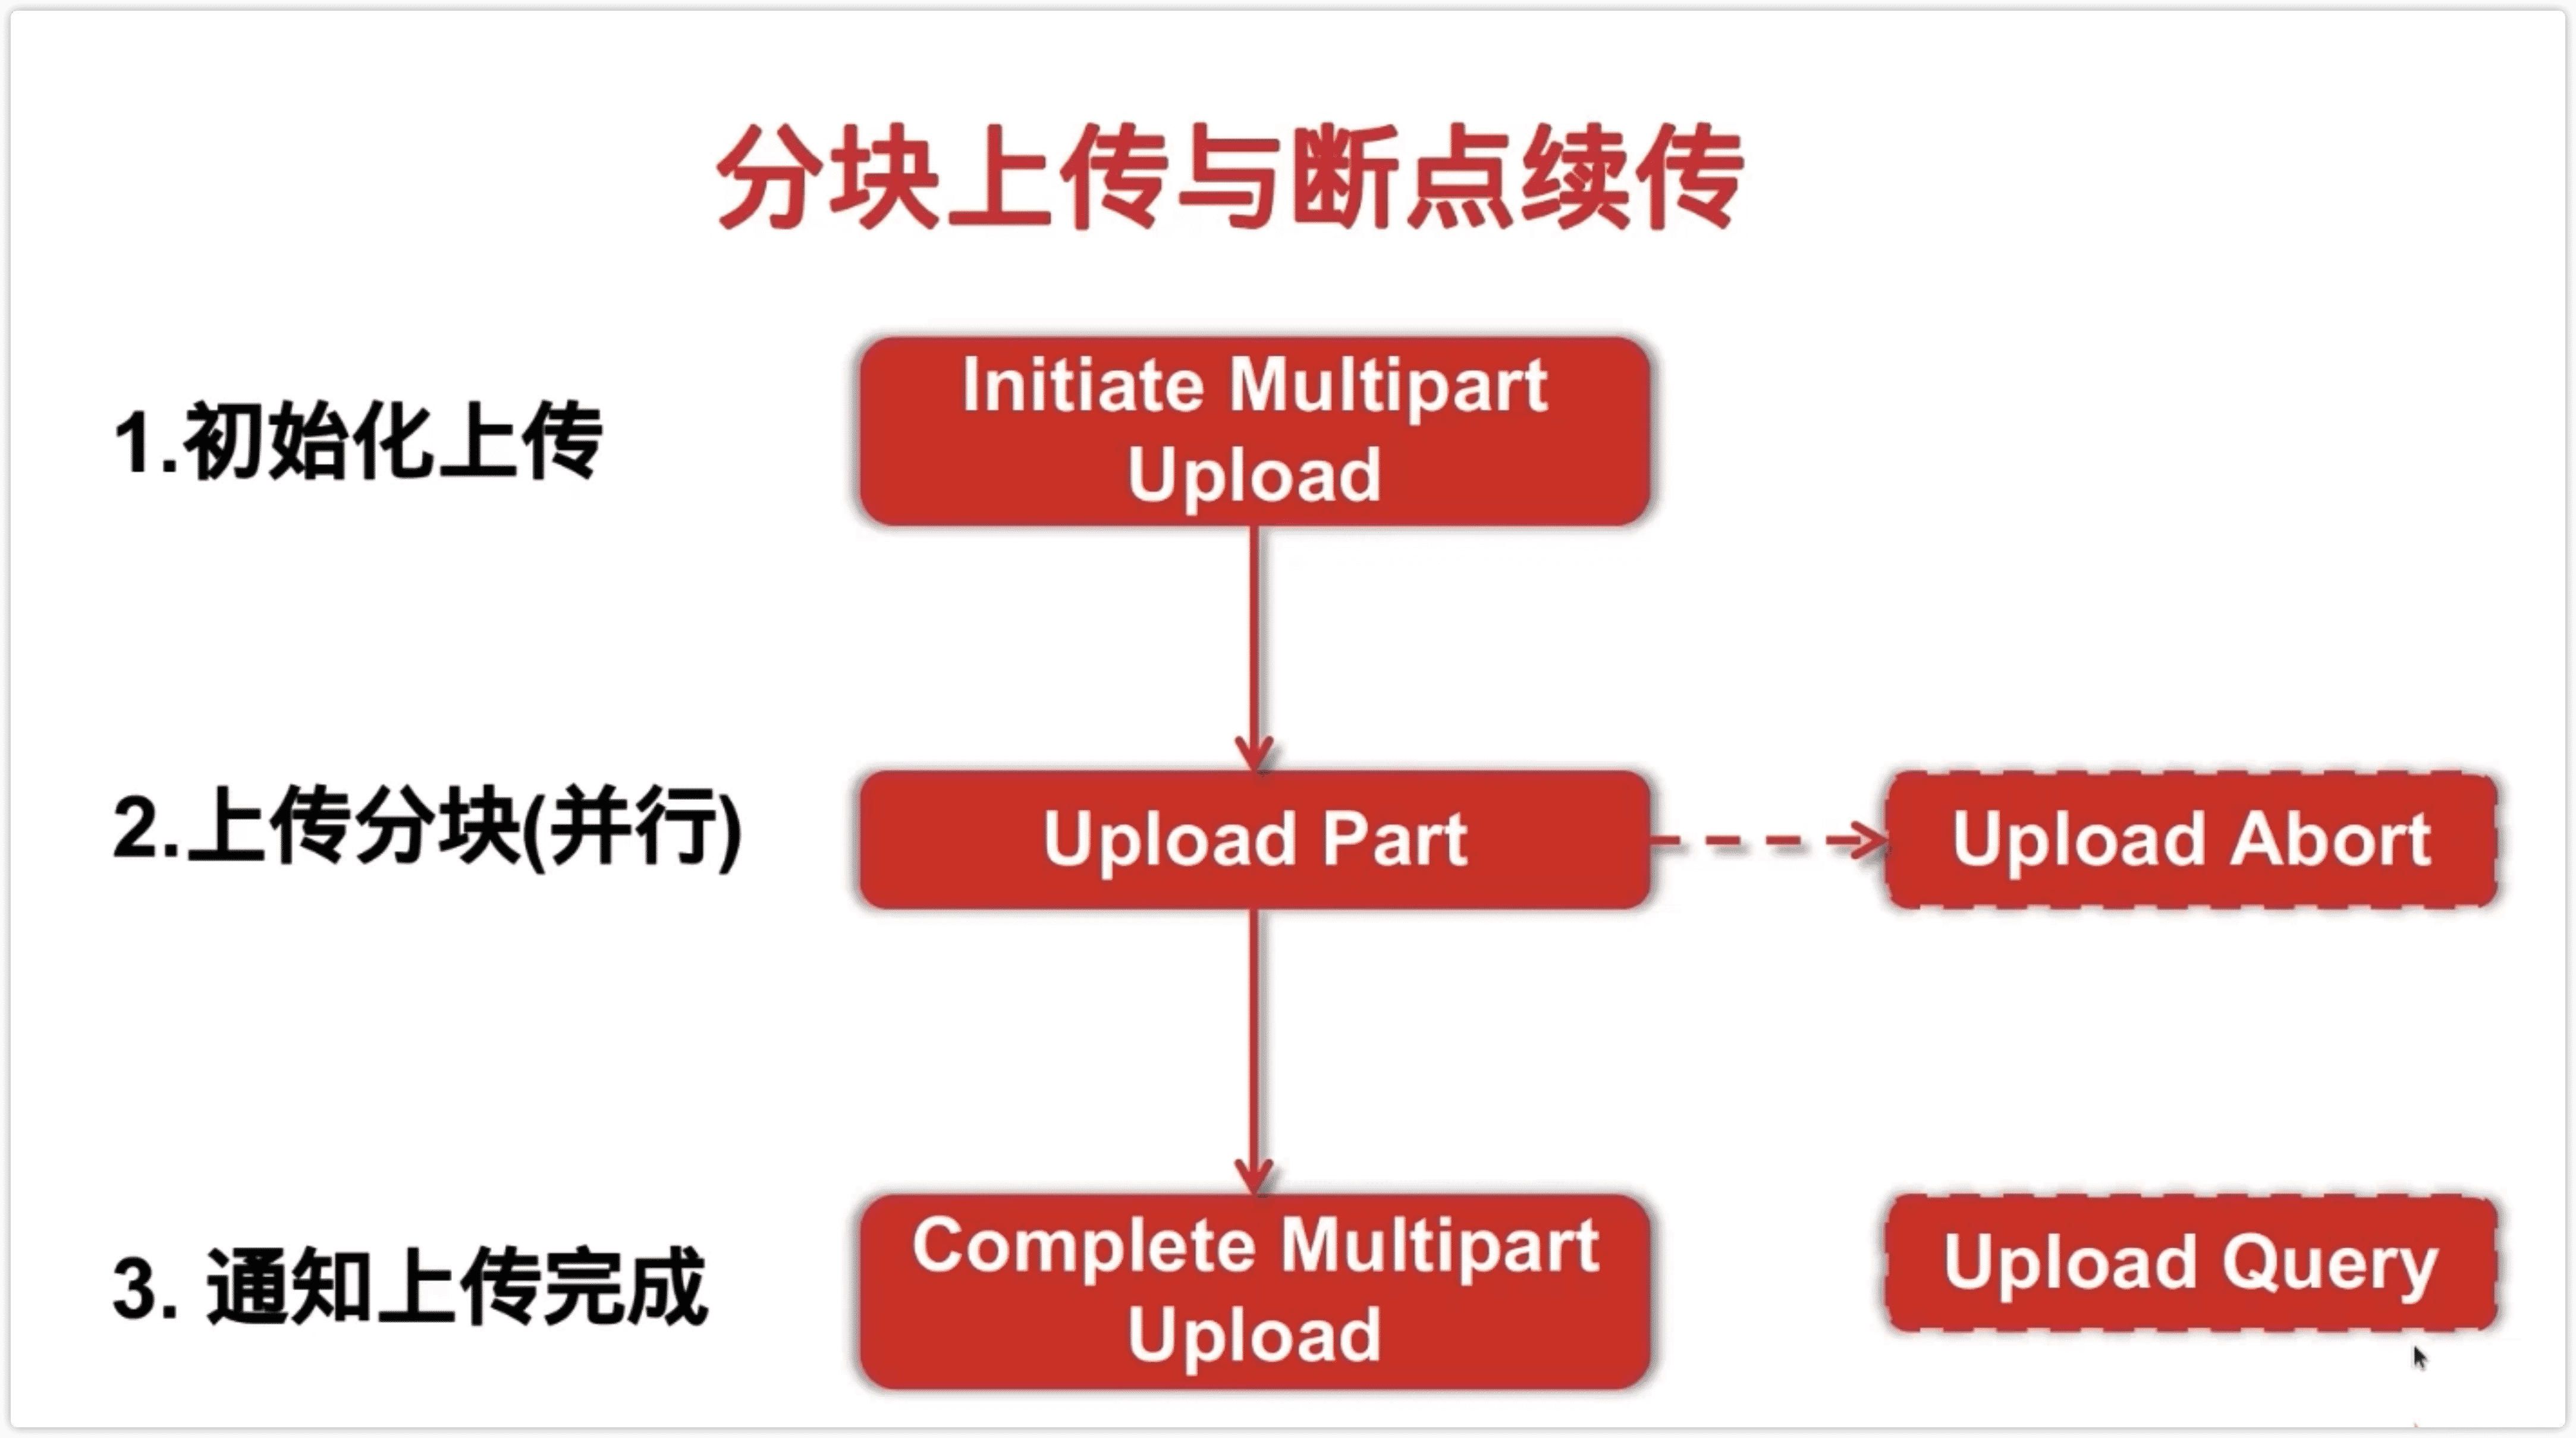 分块上传与断点续传
1.初始化上传
Initiate Multipart
Upload
2.上传分块(并行)
Upload Part
Upload Abort
3. 通知上传完成
Complete Multipart
Upload
Upload Query